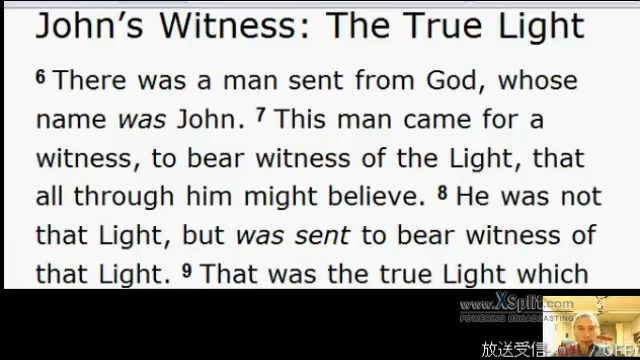 John's Witness: The True Light
6 There was a man sent from God, whose
name was John. 7 This man came for a
witness, to bear witness of the Light, that
all through him might believe. 8 He was not
that Light, but was sent to bear witness of
that Light. 9 That was the true Light which
www.XSplit.com
POWERING BROADCASTING
放送受信